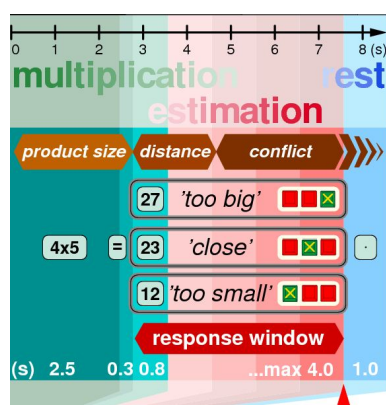 0 1 2 3 4 5 6 7 8 (s)
multiplication rest
estimation
product size distance conflict
27 'too big'
4x5 = 23 'close' .
12 'too small'
response window
(s) 2.5 0.3 0.8 ...max 4.0 1.0